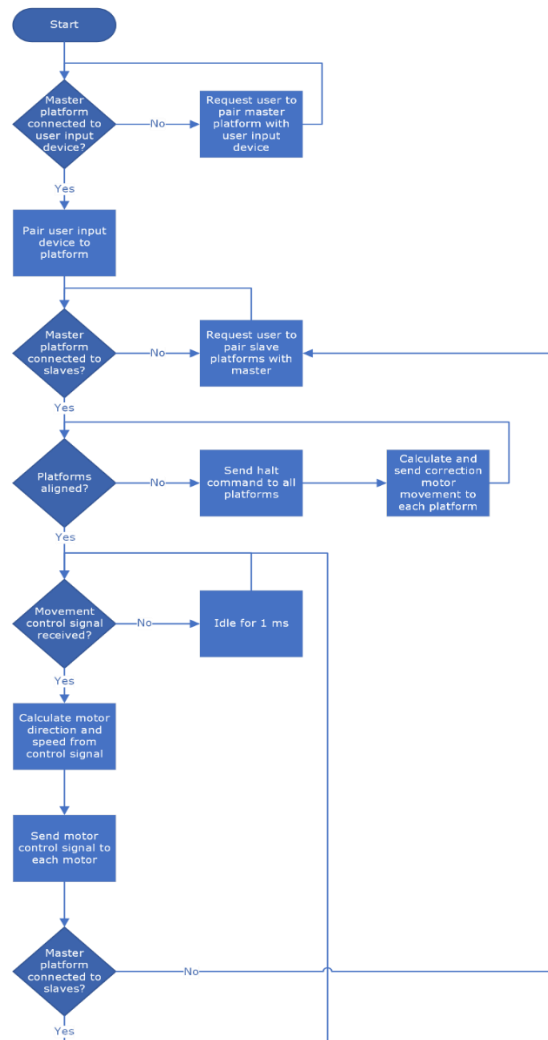 Start
Master
platform
connected to
user input
device?
No
Request user to
pair master
platform with
user input
device
Yes
Pair user input
device to
platform
Master
platform
connected to
slaves?
No
Request user to
pair slave
platforms with
master
Yes
Platforms
aligned?
No
Send halt
command to all
platforms
Calculate and
send correction
motor
movement to
each platform
Yes
Movement
control signal
received?
No
Idle for 1 ms
Yes
Calculate motor
direction and
speed from
control signal
Send motor
control signal to
each motor
Master
platform
connected to
slaves?
No
Yes